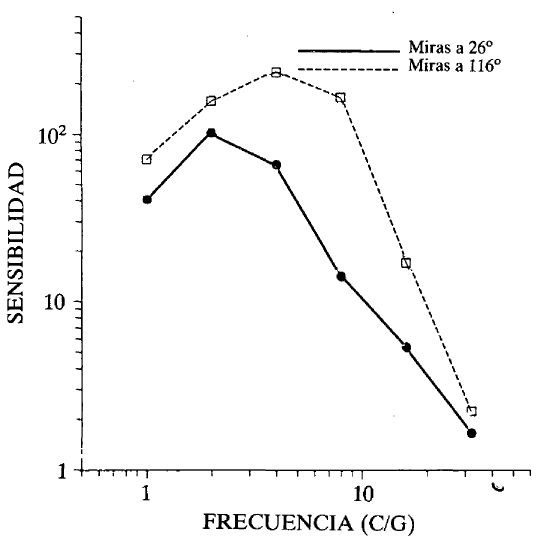 Miras a 26º
Miras a 116º
SENSIBILIDAD
10²
10
1
1
10
FRECUENCIA (C/G)